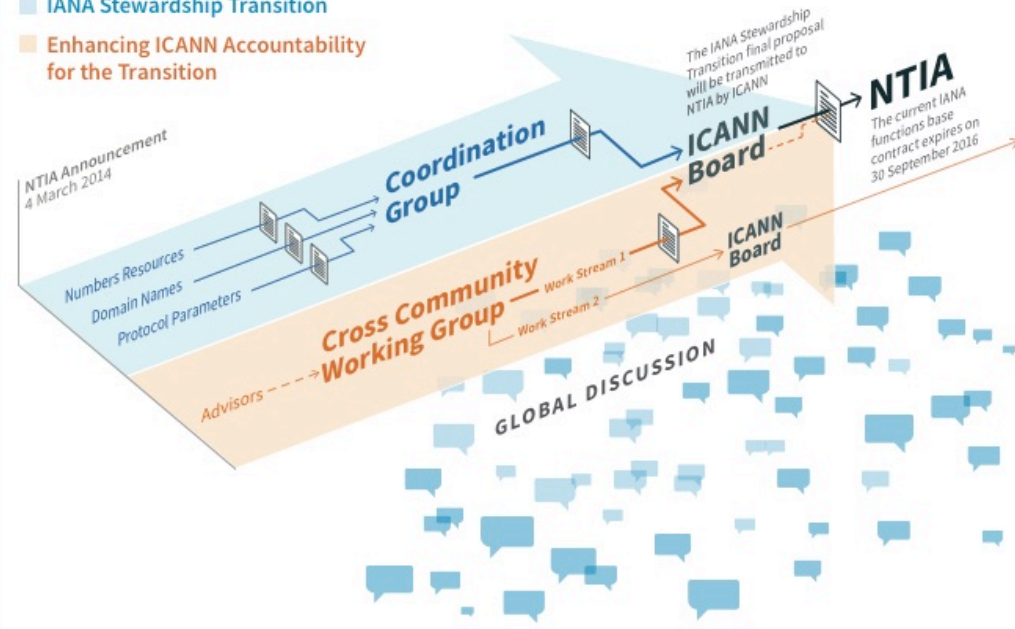 IANA Stewardship Transition
Enhancing ICANN Accountability
for the Transition
NTIA Announcement
4 March 2014
Numbers Resources
Domain Names
Protocol Parameters
Coordination
Group
The IANA Stewardship
Transition final proposal
will be transmitted to
NTIA by ICANN
ICANN
Board
NTIA
The current IANA
functions base
contract expires on
30 September 2016
Advisors
Cross Community
Working Group
Work Stream 1
Work Stream 2
ICANN
Board
GLOBAL DISCUSSION